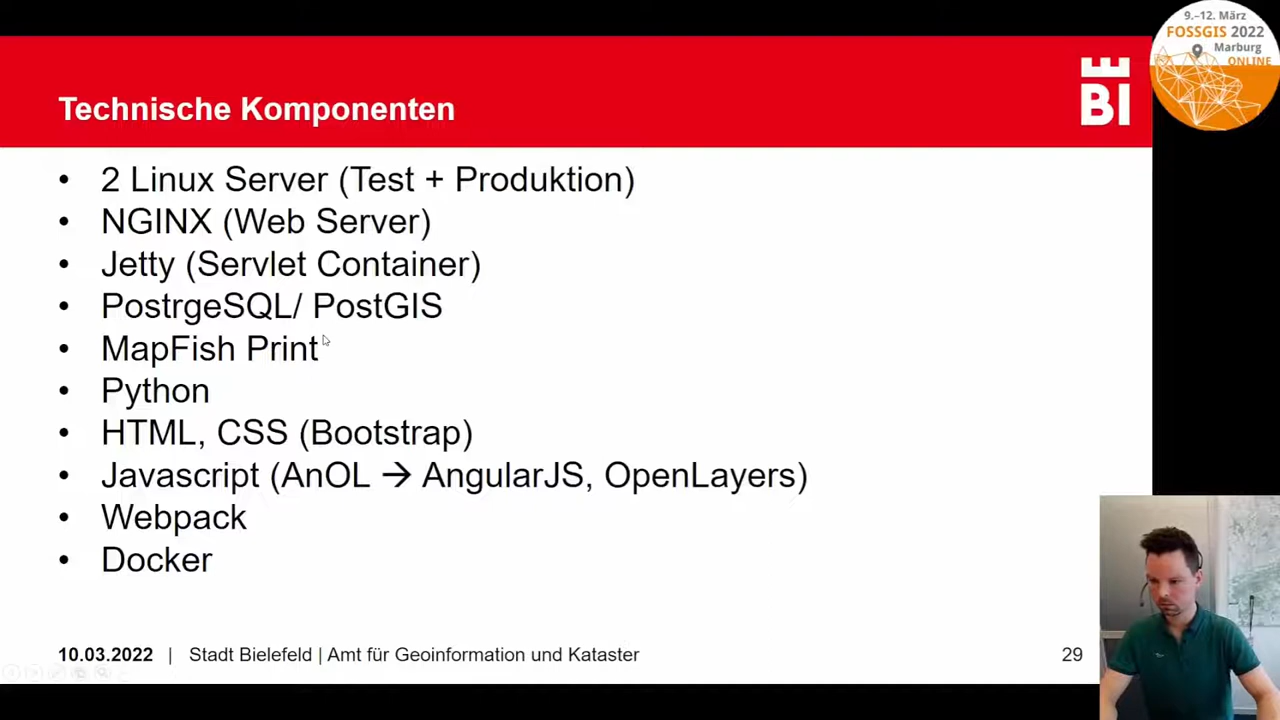 9.–12. März
FOSSGIS 2022
Marburg
ONLINE
Technische Komponenten
BI
• 2 Linux Server (Test + Produktion)
• NGINX (Web Server)
• Jetty (Servlet Container)
• PostrgeSQL/ PostGIS
• MapFish Print
• Python
• HTML, CSS (Bootstrap)
• Javascript (AnOL → AngularJS, OpenLayers)
• Webpack
• Docker
10.03.2022 | Stadt Bielefeld | Amt für Geoinformation und Kataster 29